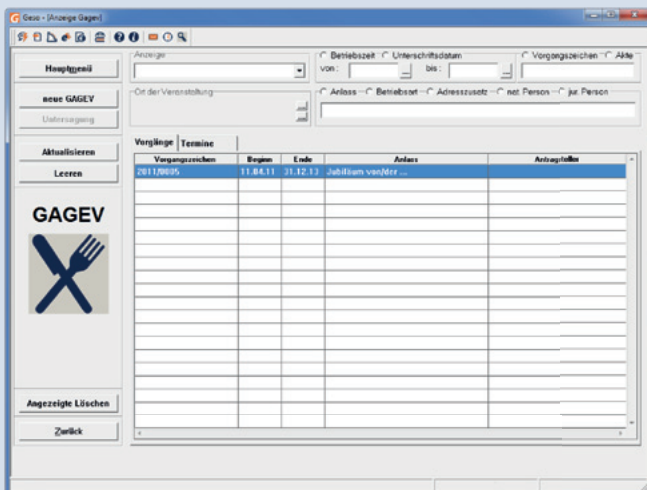 Geso - [Anzeige Gagev]
Hauptmenü
neue GAGEV
Untersagung
Aktualisieren
Leeren
GAGEV
Angezeigte Löschen
Zurück
Anzeige
Ort der Veranstaltung
Betriebszeit Unterschriftsdatum
von: bis:
Vorgangszeichen Akte
Anlass Betriebsart Adresszusatz nat. Person jur. Person
Vorgänge Termine
Vorgangszeichen Beginn Ende Anlass Antragsteller
2011/0005 11.04.11 31.12.13 Jubiläum von/der ...